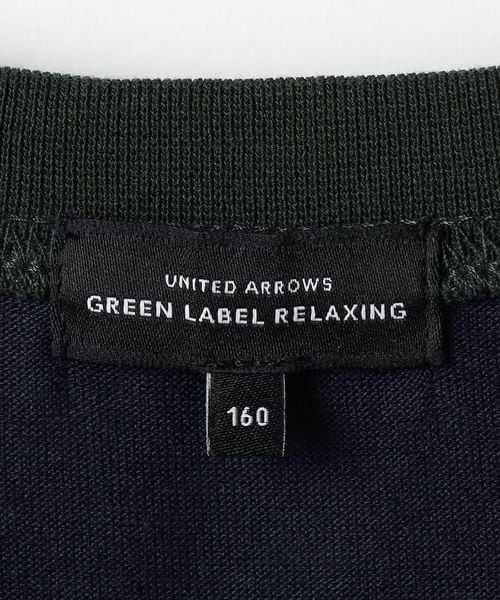 UNITED ARROWS
GREEN LABEL RELAXING
160